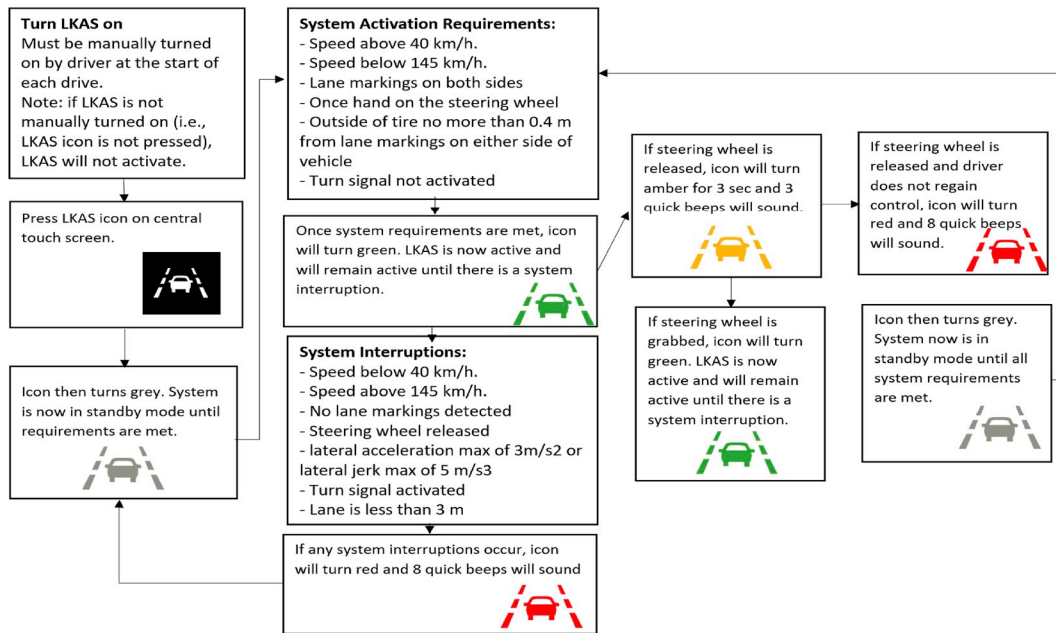 Turn LKAS on
Must be manually turned
on by driver at the start of
each drive.
Note: if LKAS is not
manually turned on (i.e.,
LKAS icon is not pressed),
LKAS will not activate.
Press LKAS icon on central
touch screen.
Icon then turns grey. System
is now in standby mode until
requirements are met.
System Activation Requirements:
- Speed above 40 km/h.
- Speed below 145 km/h.
- Lane markings on both sides
- Once hand on the steering wheel
- Outside of tire no more than 0.4 m
from lane markings on either side of
vehicle
- Turn signal not activated
Once system requirements are met, icon
will turn green. LKAS is now active and
will remain active until there is a system
interruption.
System Interruptions:
- Speed below 40 km/h.
- Speed above 145 km/h.
- No lane markings detected
- Steering wheel released
- lateral acceleration max of 3m/s2 or
lateral jerk max of 5 m/s3
- Turn signal activated
- Lane is less than 3 m
If any system interruptions occur, icon
will turn red and 8 quick beeps will sound
If steering wheel is
released, icon will turn
amber for 3 sec and 3
quick beeps will sound.
If steering wheel is
grabbed, icon will turn
green. LKAS is now
active and will remain
active until there is a
system interruption.
If steering wheel is
released and driver
does not regain
control, icon will turn
red and 8 quick beeps
will sound.
Icon then turns grey.
System now is in
standby mode until all
system requirements
are met.